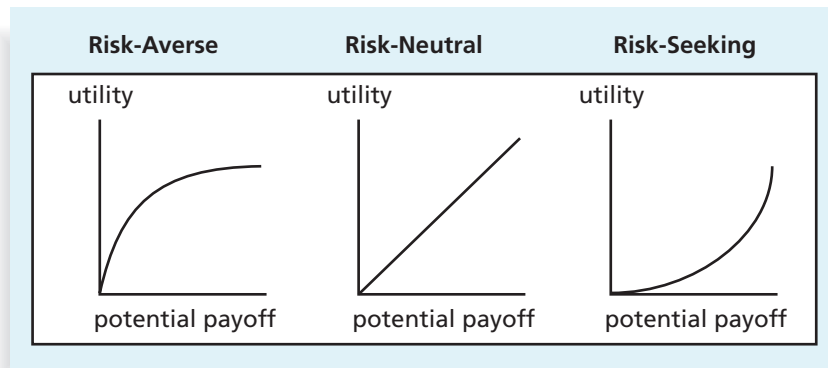 Risk-Averse Risk-Neutral Risk-Seeking
utility utility utility
potential payoff potential payoff potential payoff